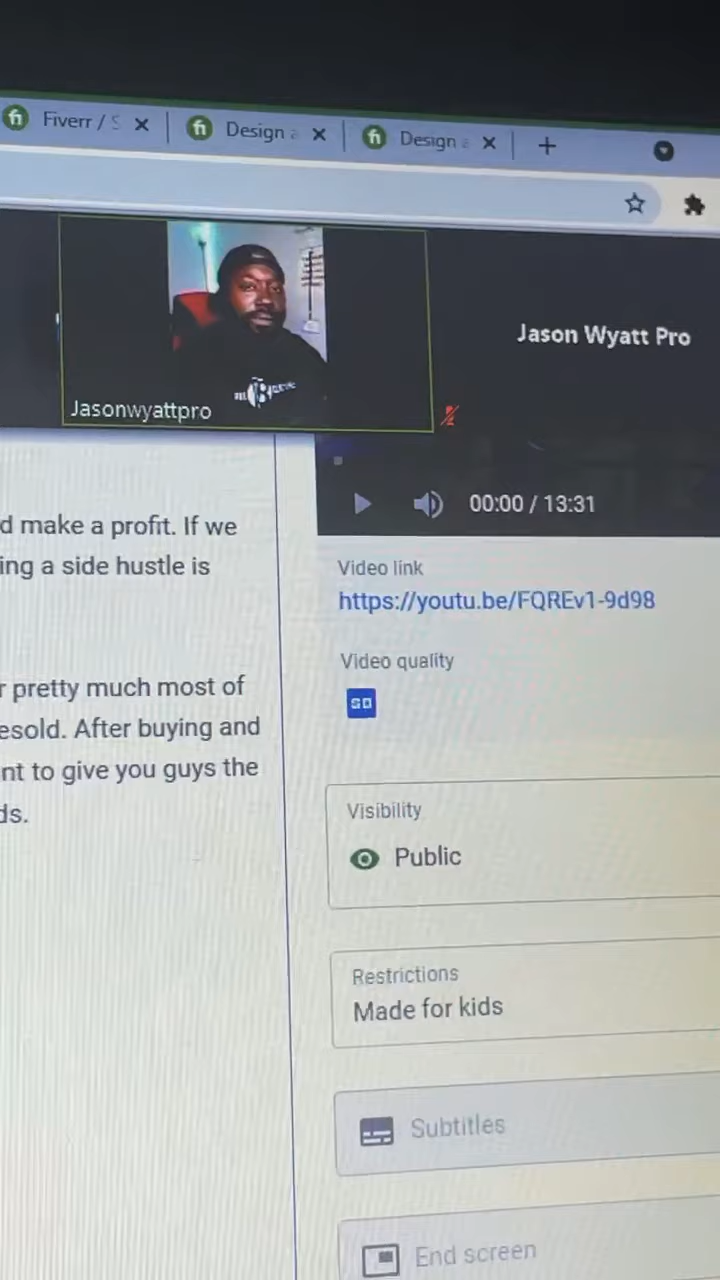 Fiverr / S
Design a
Design a
Jason Wyatt Pro
Jasonwyattpro
00:00 / 13:31
d make a profit. If we
ing a side hustle is
Video link
https://youtu.be/FQREv1-9d98
Video quality
SD
r pretty much most of
esold. After buying and
nt to give you guys the
ds.
Visibility
Public
Restrictions
Made for kids
Subtitles
End screen